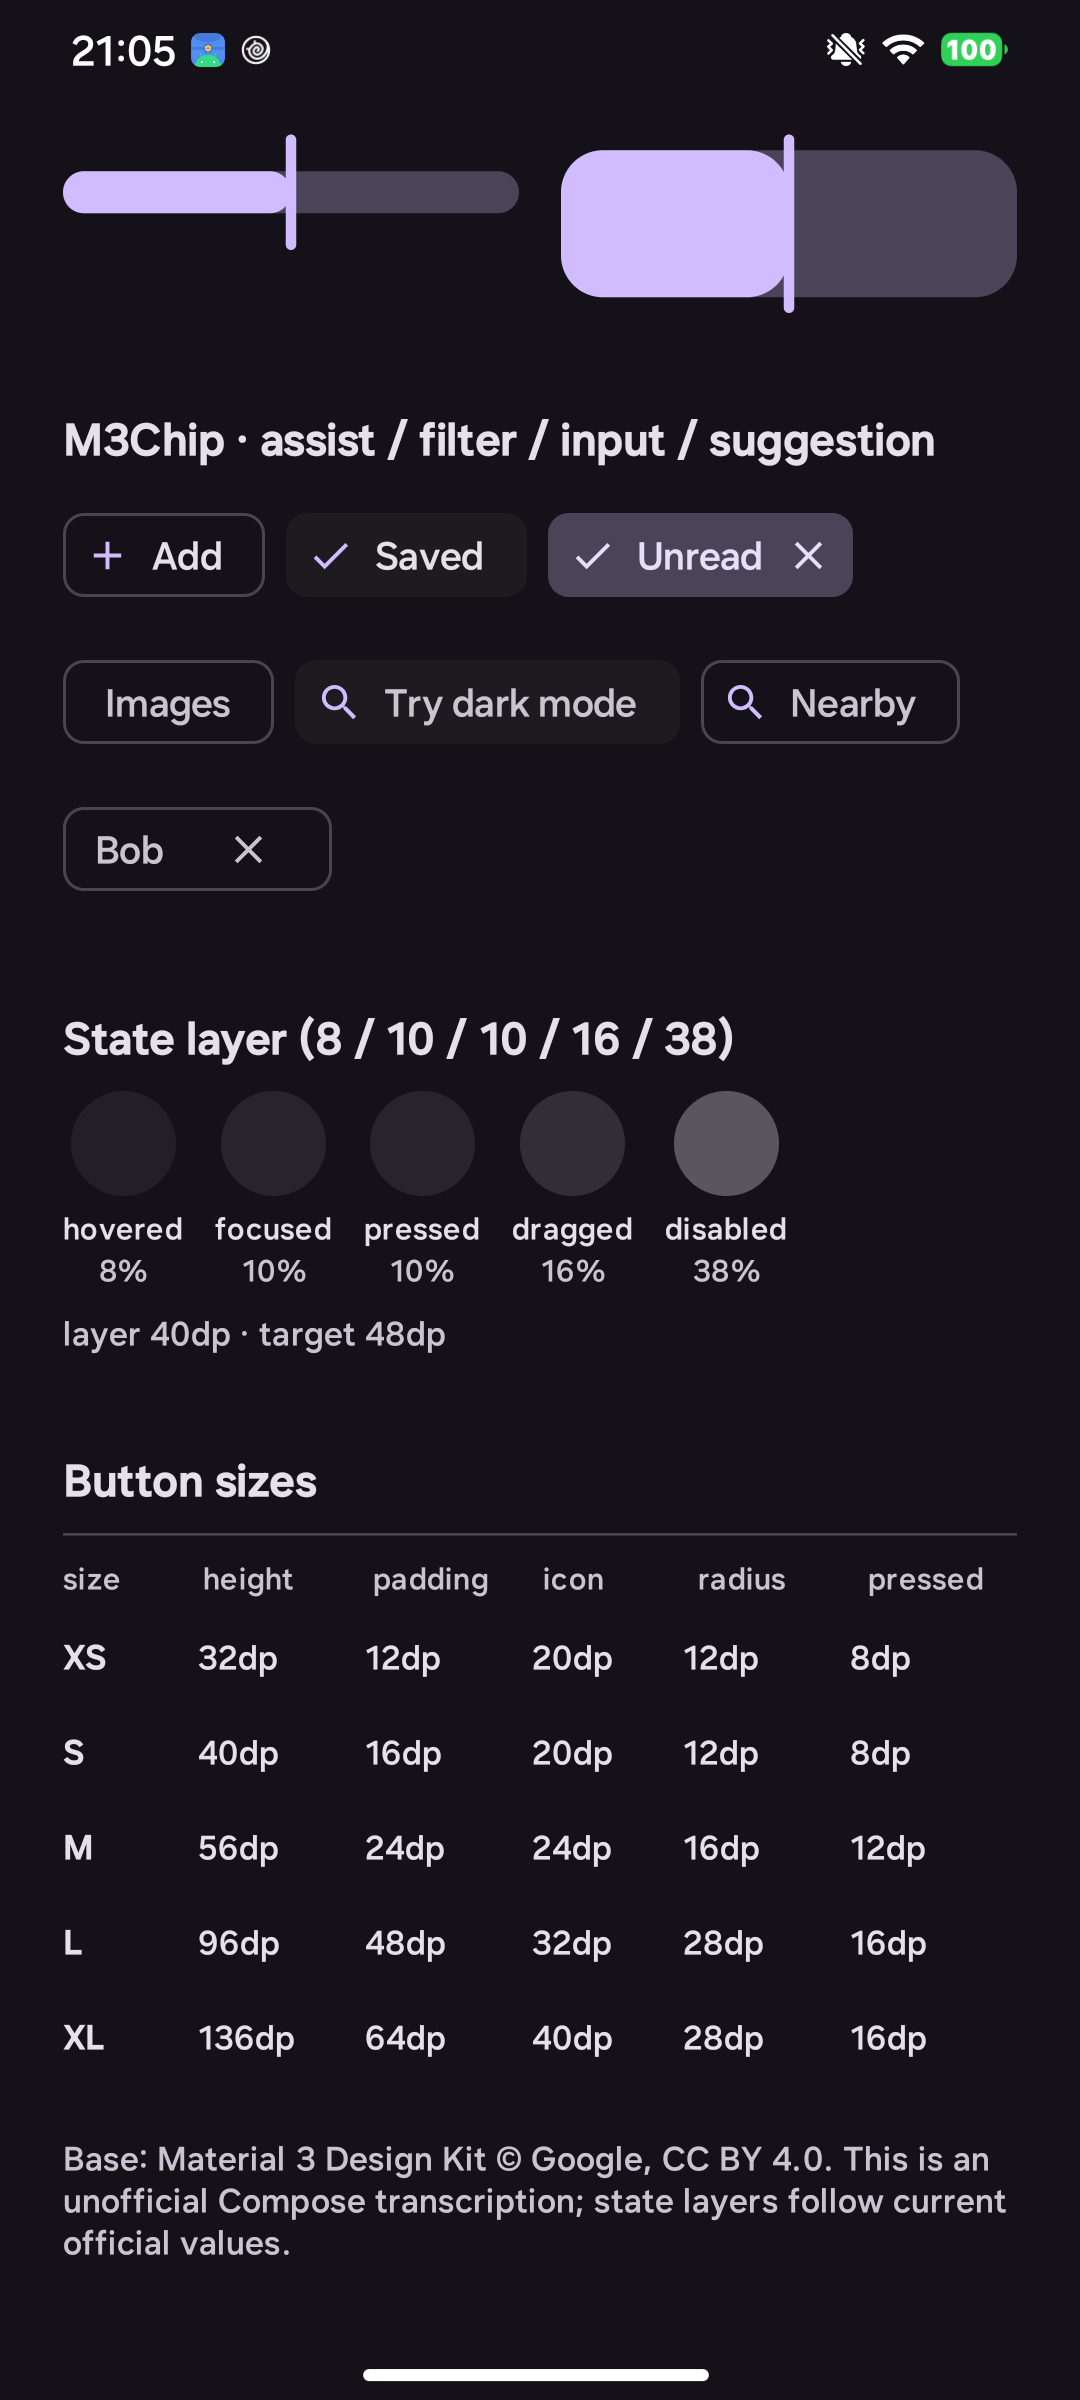 21:05
100
M3Chip · assist / filter / input / suggestion
Add Saved Unread
Images Try dark mode Nearby
Bob
State layer (8 / 10 / 10 / 16 / 38)
hovered focused pressed dragged disabled
8% 10% 10% 16% 38%
layer 40dp · target 48dp
Button sizes
size height padding icon radius pressed
XS 32dp 12dp 20dp 12dp 8dp
S 40dp 16dp 20dp 12dp 8dp
M 56dp 24dp 24dp 16dp 12dp
L 96dp 48dp 32dp 28dp 16dp
XL 136dp 64dp 40dp 28dp 16dp
Base: Material 3 Design Kit © Google, CC BY 4.0. This is an
unofficial Compose transcription; state layers follow current
official values.